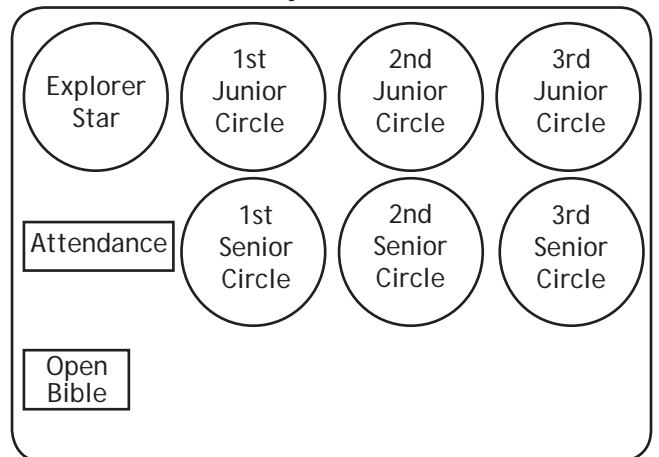 Explorer
Star
1st
Junior
Circle
2nd
Junior
Circle
3rd
Junior
Circle
Attendance
1st
Senior
Circle
2nd
Senior
Circle
3rd
Senior
Circle
Open
Bible